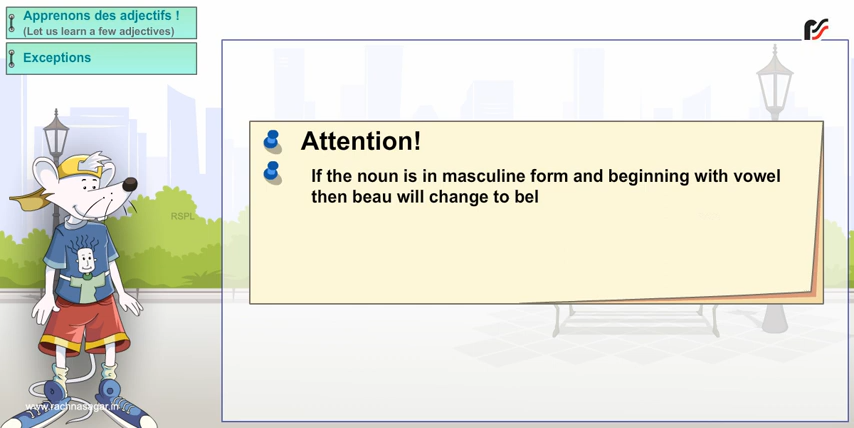 Apprenons des adjectifs !
(Let us learn a few adjectives)
Exceptions
Attention!
If the noun is in masculine form and beginning with vowel
then beau will change to bel
RSPL
www.rachnasagar.in